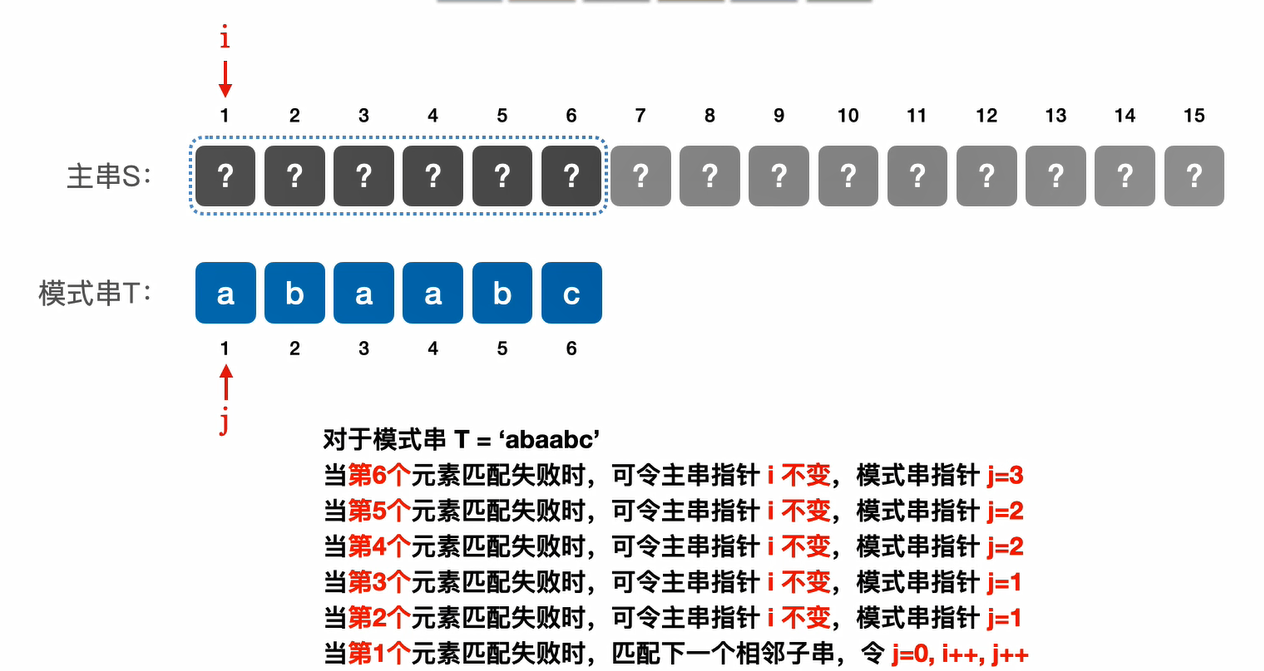 i
1 2 3 4 5 6 7 8 9 10 11 12 13 14 15
主串S: ? ? ? ? ? ? ? ? ? ? ? ? ? ? ?
模式串T: a b a a b c
1 2 3 4 5 6
j
对于模式串 T = ‘abaabc’
当第6个元素匹配失败时，可令主串指针 i 不变，模式串指针 j=3
当第5个元素匹配失败时，可令主串指针 i 不变，模式串指针 j=2
当第4个元素匹配失败时，可令主串指针 i 不变，模式串指针 j=2
当第3个元素匹配失败时，可令主串指针 i 不变，模式串指针 j=1
当第2个元素匹配失败时，可令主串指针 i 不变，模式串指针 j=1
当第1个元素匹配失败时，匹配下一个相邻子串，令 j=0, i++, j++